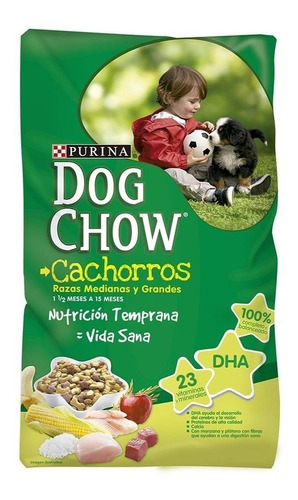 PURINA
DOG
CHOW®
Cachorros
Razas Medianas y Grandes
1 1/2 MESES A 15 MESES
Nutrición Temprana
= Vida Sana
100%
completo y
balanceado
DHA
23
vitaminas y
minerales
• DHA ayuda al desarrollo
del cerebro y la visión
• Proteínas de alta calidad
• Calcio
• Con manzana y plátano con fibras
que ayudan a una digestión sana